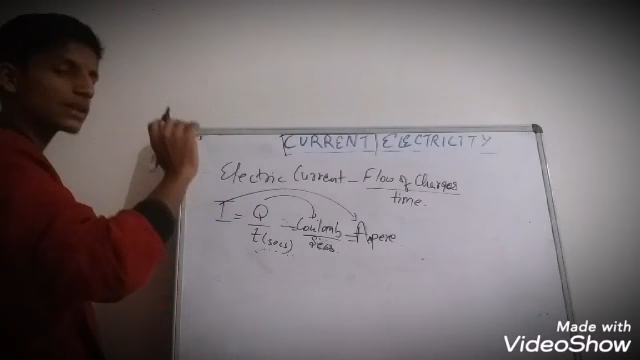 CURRENT ELECTRICITY
Electric Current - Flow of Charges
time.
I = Q = Coulomb = Ampere
t(secs) secs
Made with
VideoShow